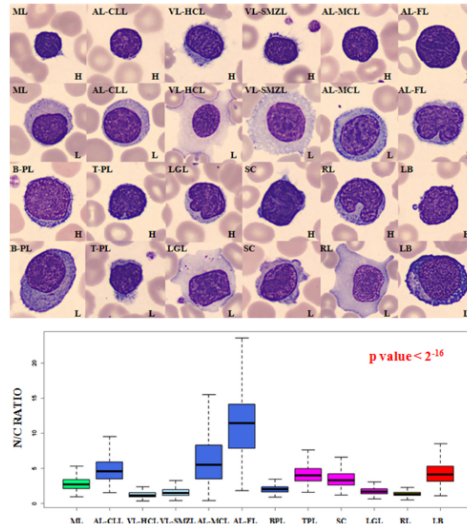 ML AL-CLL VL-HCL VL-SMZL AL-MCL AL-FL
H H H H H H
ML AL-CLL VL-HCL VL-SMZL AL-MCL AL-FL
L L L L L L
B-PL T-PL LGL SC RL LB
H H H H H H
B-PL T-PL LGL SC RL LB
L L L L L L
p value < 2-16
N/C RATIO
20
15
10
5
0
ML AL-CLL VL-HCL VL-SMZL AL-MCL AL-FL BPL TPL SC LGL RL LB